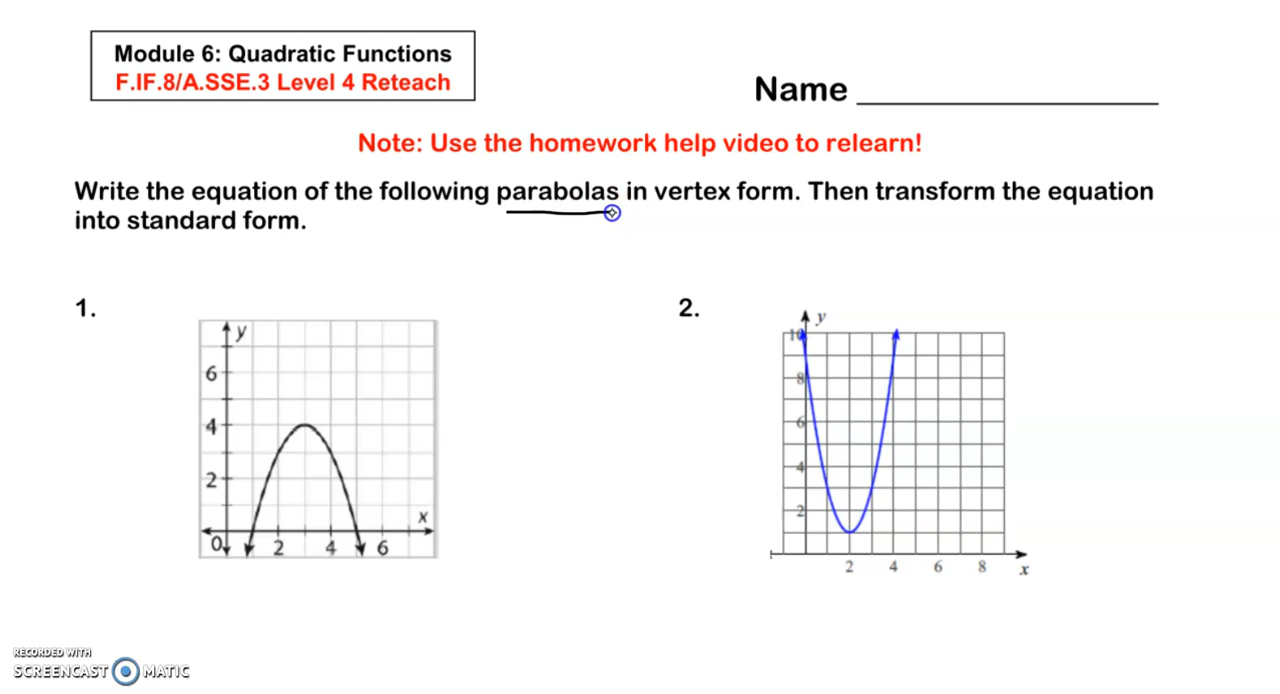 Module 6: Quadratic Functions
F.IF.8/A.SSE.3 Level 4 Reteach
Name
Note: Use the homework help video to relearn!
Write the equation of the following parabolas in vertex form. Then transform the equation
into standard form.
1.
y
6
4
2
x
0 2 4 6
2.
y
10
8
6
4
2
2 4 6 8 x
RECORDED WITH
SCREENCAST MATIC